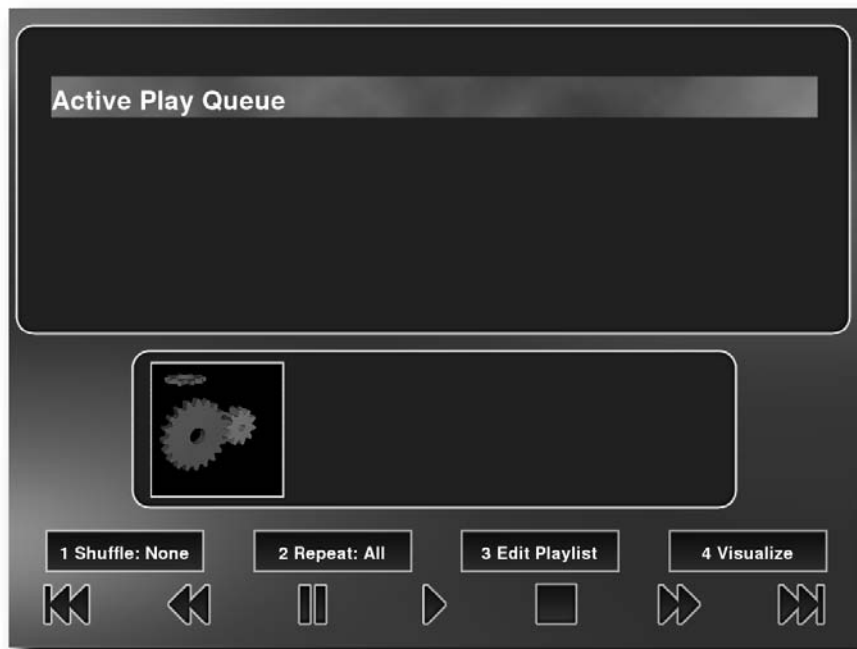 Active Play Queue
1 Shuffle: None
2 Repeat: All
3 Edit Playlist
4 Visualize